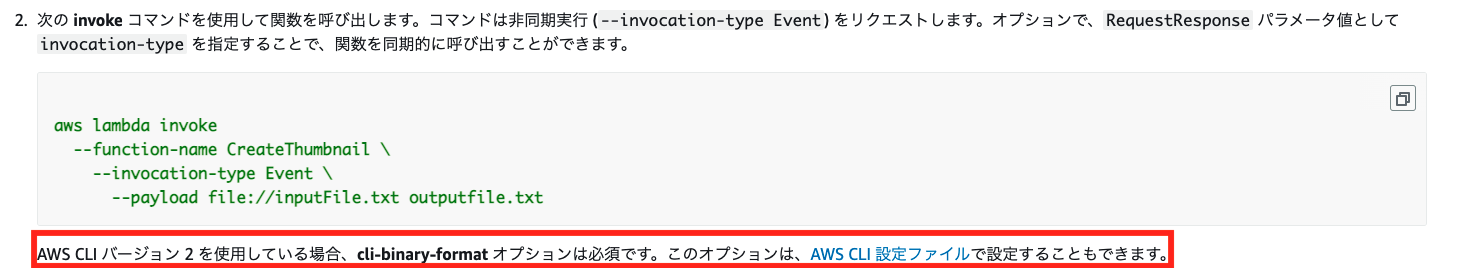 2. 次の invoke コマンドを使用して関数を呼び出します。コマンドは非同期実行 (--invocation-type Event) をリクエストします。オプションで、RequestResponse パラメータ値として
invocation-type を指定することで、関数を同期的に呼び出すことができます。
aws lambda invoke
--function-name CreateThumbnail \
--invocation-type Event \
--payload file://inputFile.txt outputfile.txt
AWS CLI バージョン 2 を使用している場合、cli-binary-format オプションは必須です。このオプションは、AWS CLI 設定ファイルで設定することもできます。